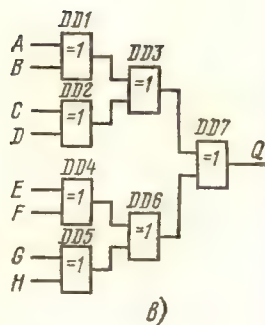 DD1
A
=1
B
DD3
DD2
=1
C
=1
D
DD7
=1
Q
DD4
E
=1
F
DD6
=1
DD5
G
=1
H
в)